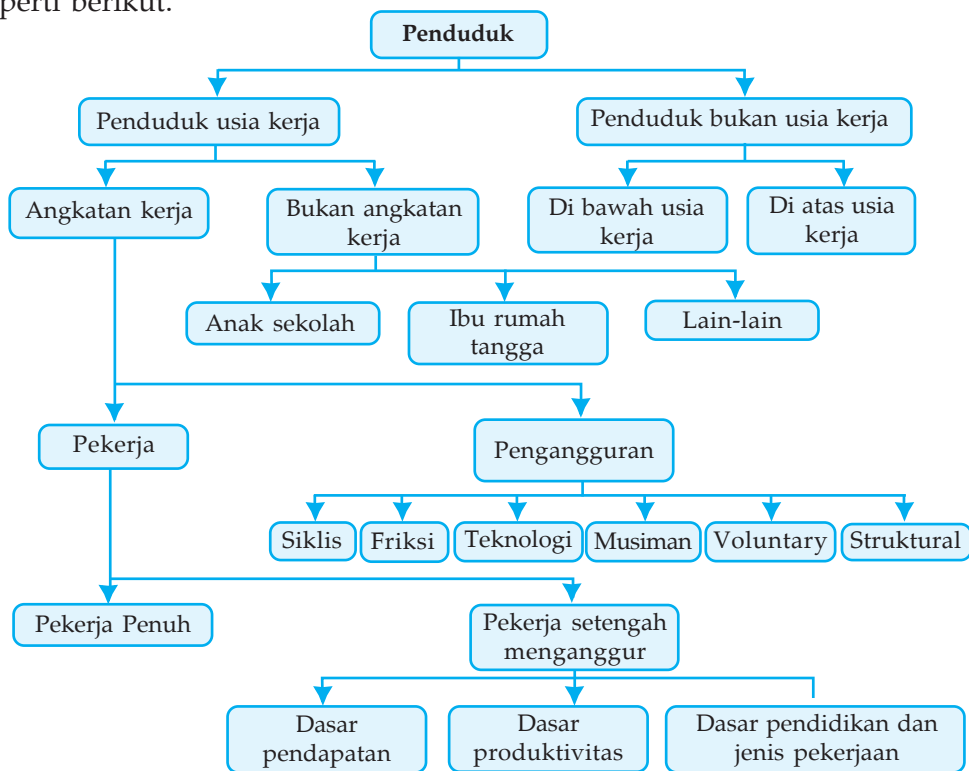 perti berikut.
Penduduk
Penduduk usia kerja
Penduduk bukan usia kerja
Angkatan kerja
Bukan angkatan
kerja
Di bawah usia
kerja
Di atas usia
kerja
Anak sekolah
Ibu rumah
tangga
Lain-lain
Pekerja
Pengangguran
Siklis
Friksi
Teknologi
Musiman
Voluntary
Struktural
Pekerja Penuh
Pekerja setengah
menganggur
Dasar
pendapatan
Dasar
produktivitas
Dasar pendidikan dan
jenis pekerjaan